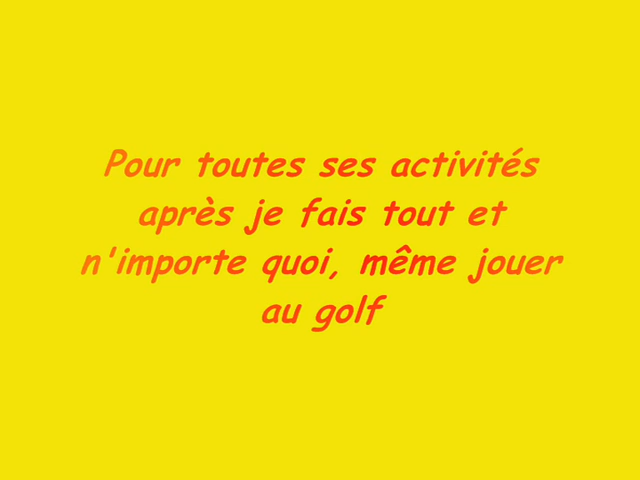 Pour toutes ses activités
après je fais tout et
n'importe quoi, même jouer
au golf